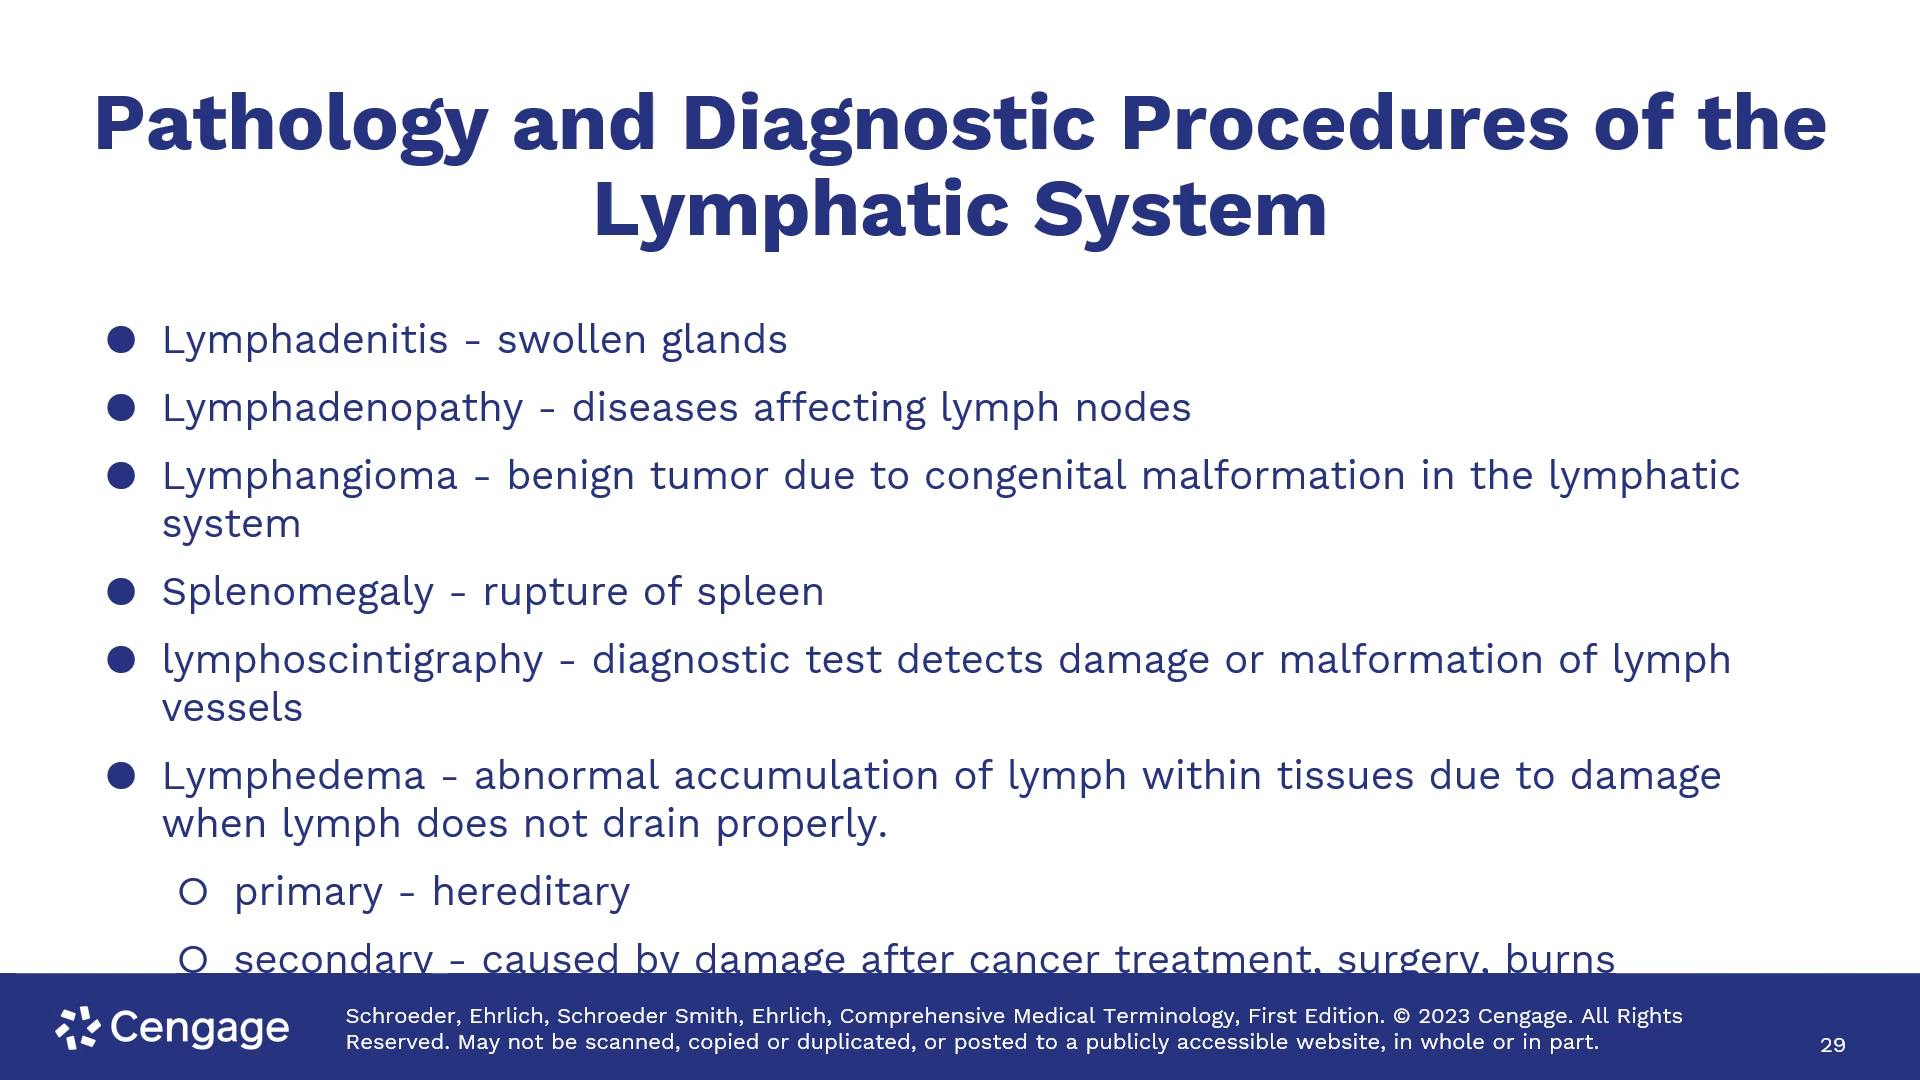 Pathology and Diagnostic Procedures of the
Lymphatic System
● Lymphadenitis - swollen glands
● Lymphadenopathy - diseases affecting lymph nodes
● Lymphangioma - benign tumor due to congenital malformation in the lymphatic
system
● Splenomegaly - rupture of spleen
● lymphoscintigraphy - diagnostic test detects damage or malformation of lymph
vessels
● Lymphedema - abnormal accumulation of lymph within tissues due to damage
when lymph does not drain properly.
○ primary - hereditary
○ secondary - caused by damage after cancer treatment, surgery, burns
Cengage
Schroeder, Ehrlich, Schroeder Smith, Ehrlich, Comprehensive Medical Terminology, First Edition. © 2023 Cengage. All Rights
Reserved. May not be scanned, copied or duplicated, or posted to a publicly accessible website, in whole or in part.
29